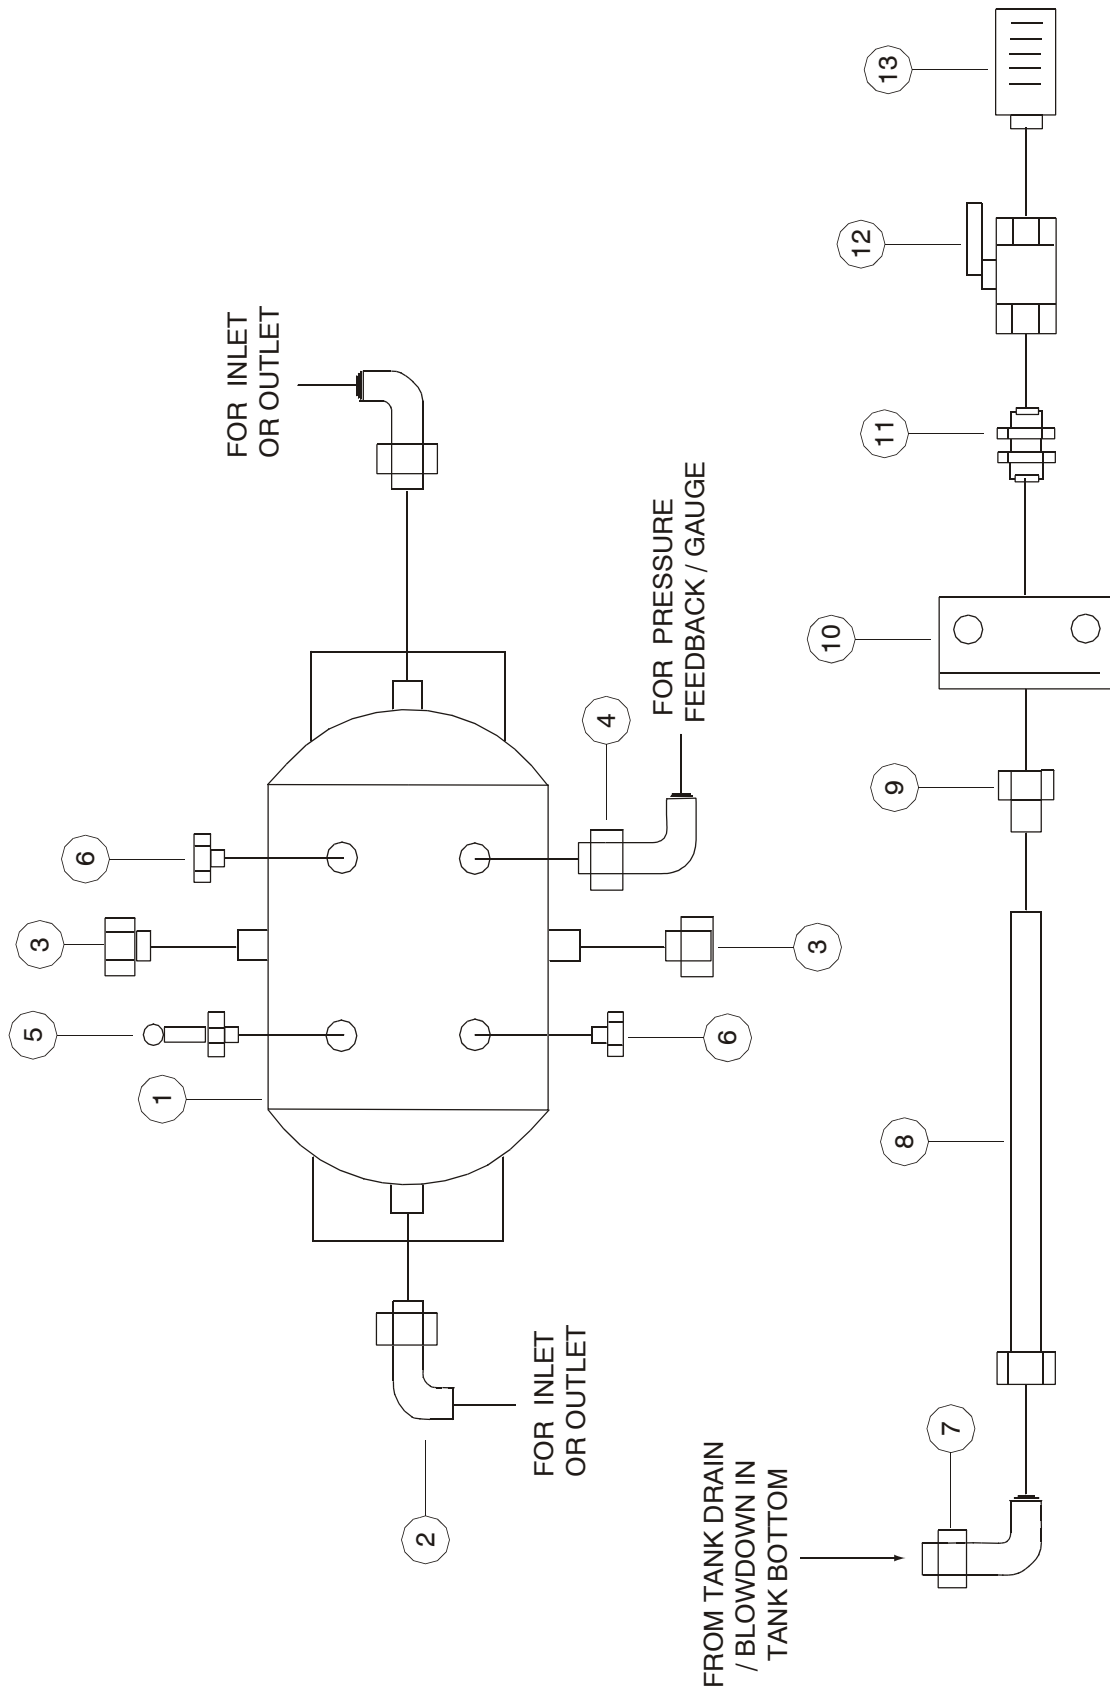 5
3
6
1
FOR INLET
OR OUTLET
2
FOR INLET
OR OUTLET
4
FOR PRESSURE
FEEDBACK / GAUGE
6
3
FROM TANK DRAIN
/ BLOWDOWN IN
TANK BOTTOM
7
8
9
10
11
12
13